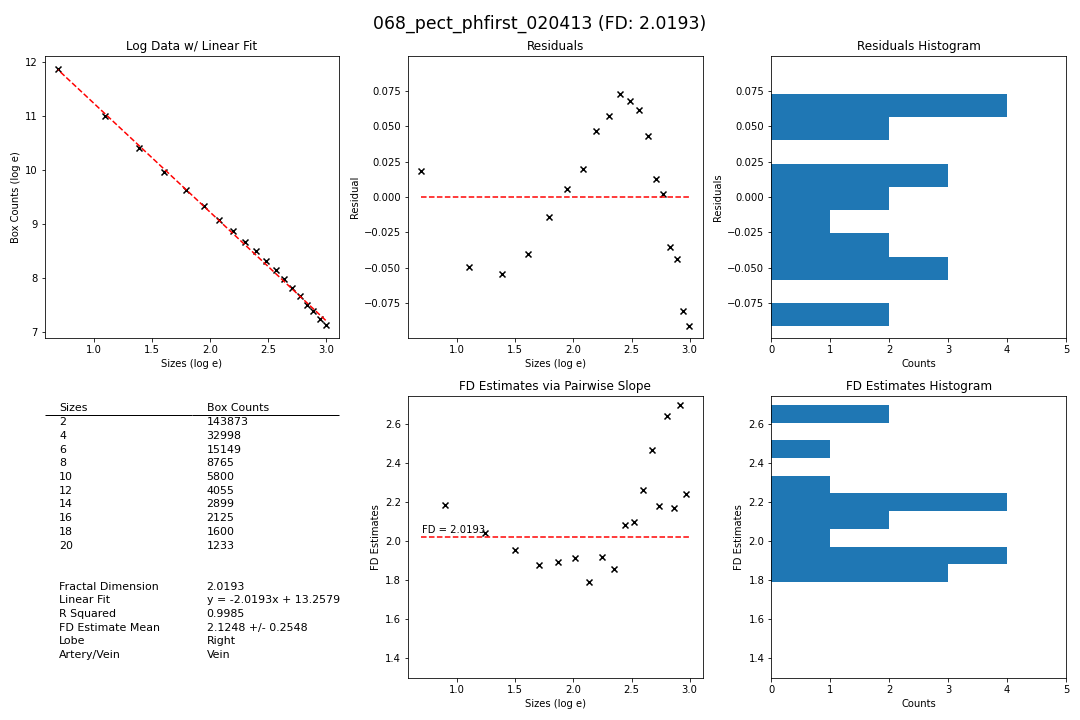 068_pect_phfirst_020413 (FD: 2.0193)
Log Data w/ Linear Fit
Box Counts (log e)
12
11
10
9
8
7
1.0 1.5 2.0 2.5 3.0
Sizes (log e)
Residuals
Residual
0.075
0.050
0.025
0.000
−0.025
−0.050
−0.075
1.0 1.5 2.0 2.5 3.0
Sizes (log e)
Residuals Histogram
Residuals
0.075
0.050
0.025
0.000
−0.025
−0.050
−0.075
0 1 2 3 4 5
Counts
Sizes Box Counts
2 143873
4 32998
6 15149
8 8765
10 5800
12 4055
14 2899
16 2125
18 1600
20 1233
Fractal Dimension 2.0193
Linear Fit y = -2.0193x + 13.2579
R Squared 0.9985
FD Estimate Mean 2.1248 +/- 0.2548
Lobe Right
Artery/Vein Vein
FD Estimates via Pairwise Slope
FD Estimates
2.6
2.4
2.2
2.0
1.8
1.6
1.4
FD = 2.0193
1.0 1.5 2.0 2.5 3.0
Sizes (log e)
FD Estimates Histogram
FD Estimates
2.6
2.4
2.2
2.0
1.8
1.6
1.4
0 1 2 3 4 5
Counts